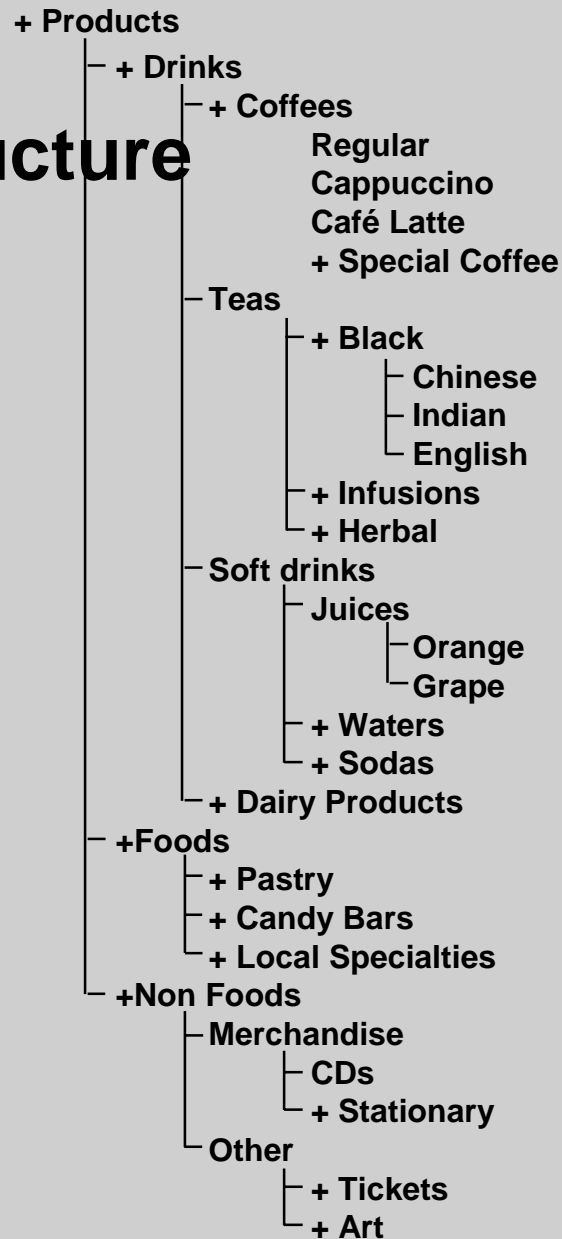 + Products
+ Drinks
+ Coffees
ucture
Regular
Cappuccino
Café Latte
+ Special Coffee
Teas
+ Black
Chinese
Indian
English
+ Infusions
+ Herbal
Soft drinks
Juices
Orange
Grape
+ Waters
+ Sodas
+ Dairy Products
+Foods
+ Pastry
+ Candy Bars
+ Local Specialties
+Non Foods
Merchandise
CDs
+ Stationary
Other
+ Tickets
+ Art